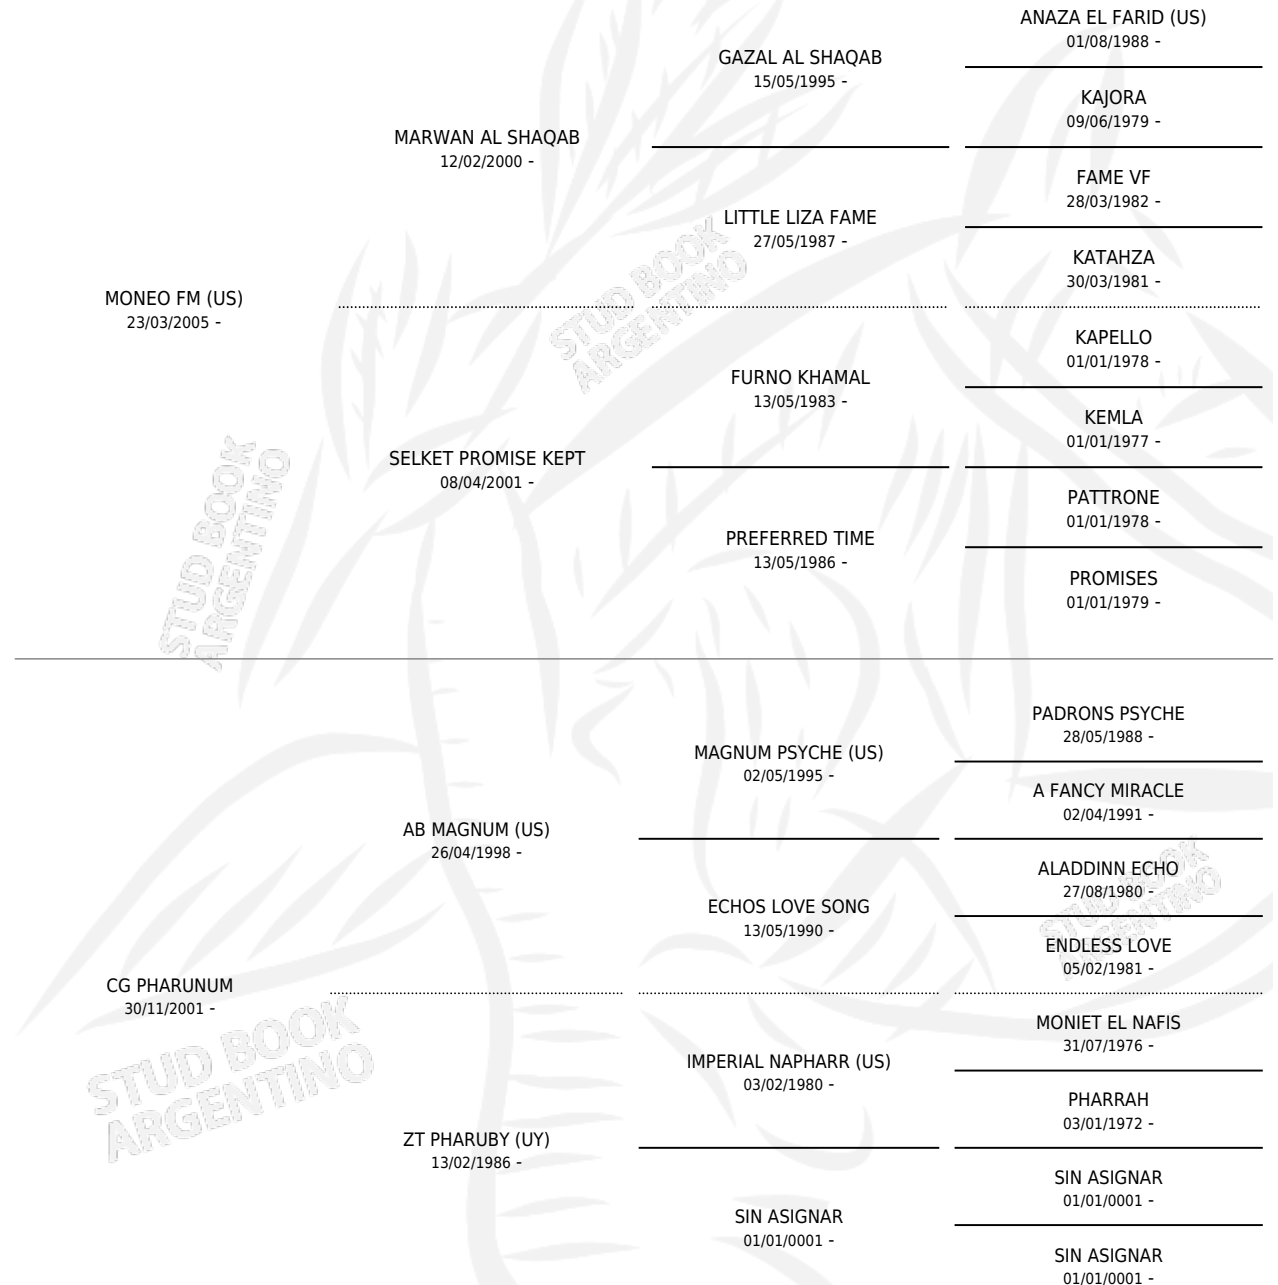 ANAZA EL FARID (US)
01/08/1988 -
GAZAL AL SHAQAB
15/05/1995 -
KAJORA
09/06/1979 -
MARWAN AL SHAQAB
12/02/2000 -
FAME VF
28/03/1982 -
LITTLE LIZA FAME
27/05/1987 -
KATAHZA
30/03/1981 -
MONEO FM (US)
23/03/2005 -
KAPELLO
01/01/1978 -
FURNO KHAMAL
13/05/1983 -
KEMLA
01/01/1977 -
SELKET PROMISE KEPT
08/04/2001 -
PATTRONE
01/01/1978 -
PREFERRED TIME
13/05/1986 -
PROMISES
01/01/1979 -
PADRONS PSYCHE
28/05/1988 -
MAGNUM PSYCHE (US)
02/05/1995 -
A FANCY MIRACLE
02/04/1991 -
AB MAGNUM (US)
26/04/1998 -
ALADDINN ECHO
27/08/1980 -
ECHOS LOVE SONG
13/05/1990 -
ENDLESS LOVE
05/02/1981 -
CG PHARUNUM
30/11/2001 -
MONIET EL NAFIS
31/07/1976 -
IMPERIAL NAPHARR (US)
03/02/1980 -
PHARRAH
03/01/1972 -
ZT PHARUBY (UY)
13/02/1986 -
SIN ASIGNAR
01/01/0001 -
SIN ASIGNAR
01/01/0001 -
SIN ASIGNAR
01/01/0001 -
STUD BOOK
ARGENTINO
STUD BOOK
ARGENTINO
STUD BOOK
ARGENTINO
STUD BOOK
ARGENTINO